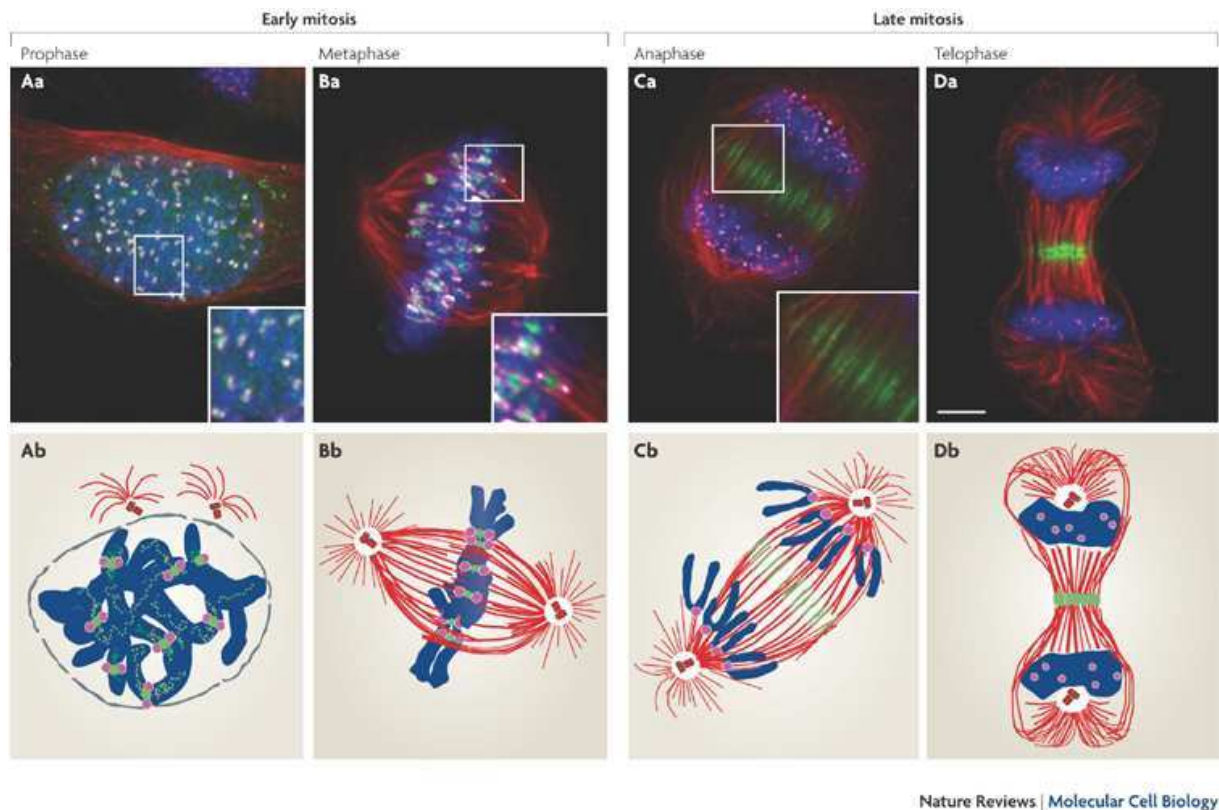 Early mitosis
Late mitosis
Prophase
Metaphase
Anaphase
Telophase
Aa
Ba
Ca
Da
Ab
Bb
Cb
Db
Nature Reviews | Molecular Cell Biology